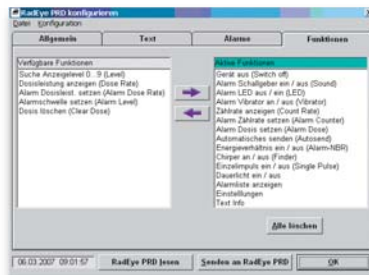 RadEye PRD konfigurieren
Datei Konfiguration
Allgemein Text Alarme Funktionen
Verfügbare Funktionen
Suche Anzeigelevel 0...9 (Level)
Dosisleistung anzeigen (Dose Rate)
Alarm Dosisleist. setzen (Alarm Dose Rate)
Alarmschwelle setzen (Alarm Level)
Dosis löschen (Clear Dose)
Aktive Funktionen
Gerät aus (Switch off)
Alarm Schallgeber ein / aus (Sound)
Alarm LED aus / ein (LED)
Alarm Vibrator an / aus (Vibrator)
Zählrate anzeigen (Count Rate)
Alarm Zählrate setzen (Alarm Counter)
Alarm Dosis setzen (Alarm Dose)
Automatisches senden (Autosend)
Energieverhältnis ein / aus (Alarm-NBR)
Chirper an / aus (Finder)
Einzelimpuls ein / aus (Single Pulse)
Dauerlicht ein / aus
Alarmliste anzeigen
Einstelllungen
Text Info
Alle löschen
06.03.2007 09:01:57 RadEye PRD lesen Senden an RadEye PRD OK